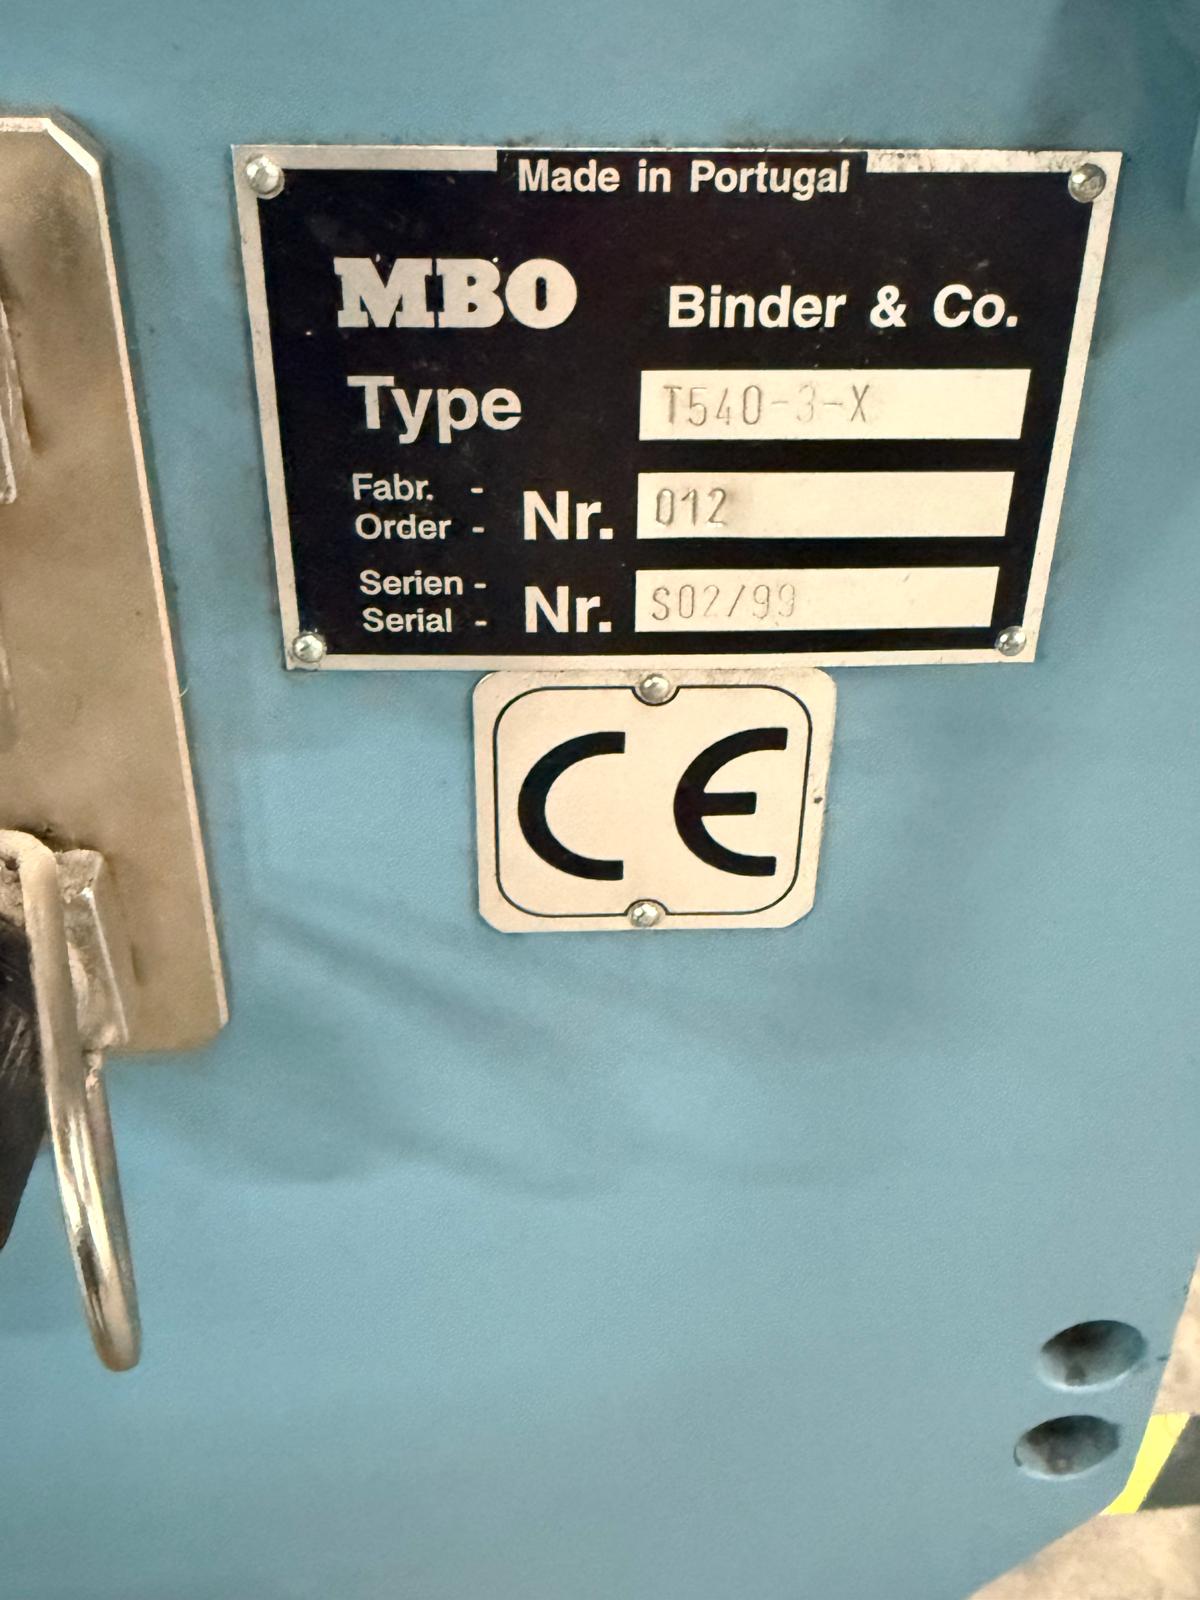 Made in Portugal
MBO Binder & Co.
Type T540-3-X
Fabr. -
Order - Nr. 012
Serien -
Serial - Nr. S02/99
CE